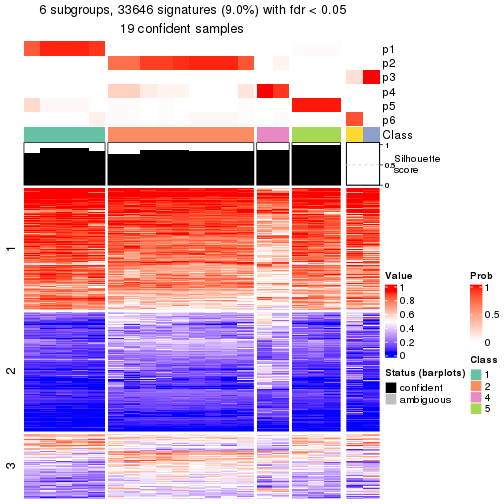 6 subgroups, 33646 signatures (9.0%) with fdr < 0.05
19 confident samples
p1
p2
p3
p4
p5
p6
Class
1
0.5
0
Silhouette
score
1
2
3
Value
1
0.8
0.6
0.4
0.2
0
Prob
1
0.5
0
Status (barplots)
confident
ambiguous
Class
1
2
4
5